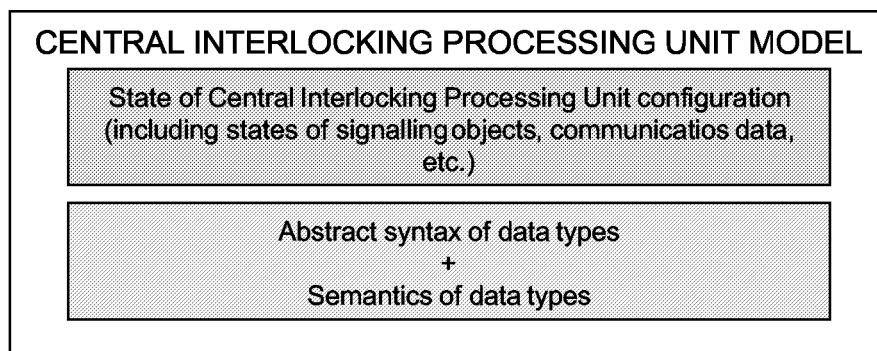 CENTRAL INTERLOCKING PROCESSING UNIT MODEL
State of Central Interlocking Processing Unit configuration
(including states of signalling objects, communicatios data,
etc.)
Abstract syntax of data types
+
Semantics of data types